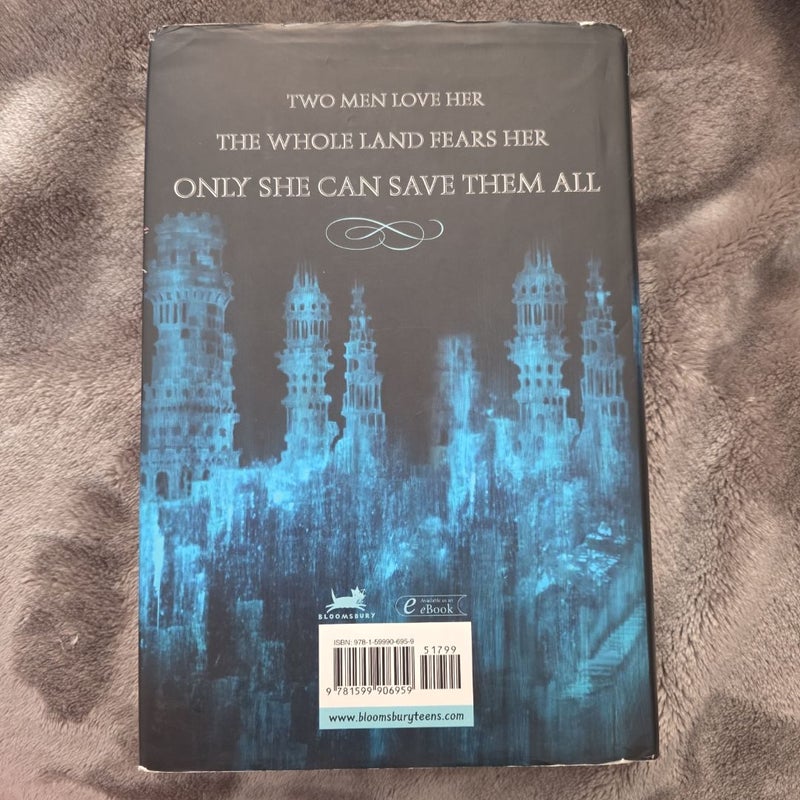 TWO MEN LOVE HER
THE WHOLE LAND FEARS HER
ONLY SHE CAN SAVE THEM ALL
BLOOMSBURY
e Available as an
eBook
ISBN: 978-1-59990-695-9
51799
9 781599 906959
www.bloomsburyteens.com